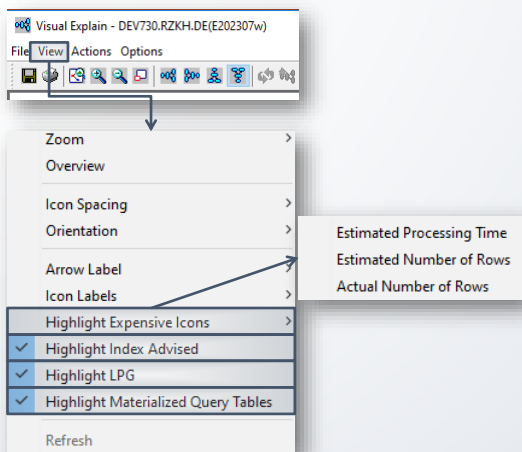 Visual Explain - DEV730.RZKH.DE(E202307w)
File View Actions Options
Zoom
Overview
Icon Spacing
Orientation
Arrow Label
Icon Labels
Highlight Expensive Icons
Highlight Index Advised
Highlight LPG
Highlight Materialized Query Tables
Refresh
Estimated Processing Time
Estimated Number of Rows
Actual Number of Rows